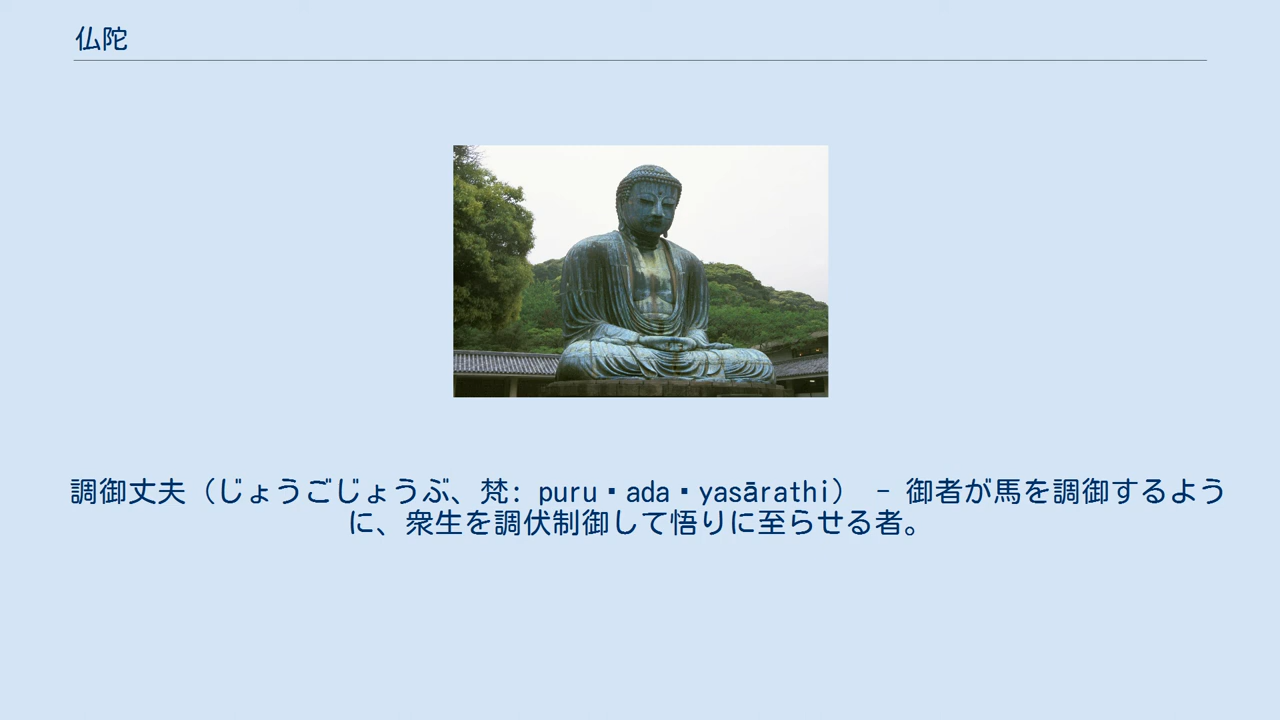 仏陀
調御丈夫（じょうごじょうぶ、梵: puru▪ada▪yasārathi） - 御者が馬を調御するよう
に、衆生を調伏制御して悟りに至らせる者。